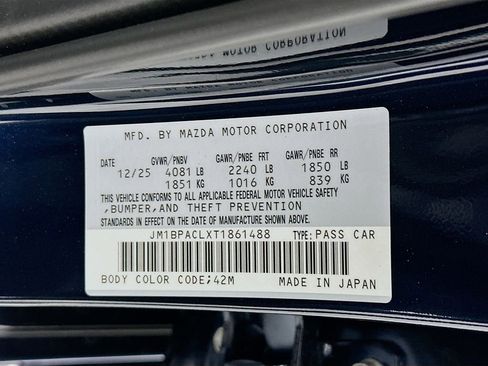 MOTOR CORPORATION
MFD. BY MAZDA MOTOR CORPORATION
DATE GVWR/PNBV GAWR/PNBE FRT GAWR/PNBE RR
12/25 4081 LB 2240 LB 1850 LB
1851 KG 1016 KG 839 KG
THIS VEHICLE CONFORMS TO ALL APPLICABLE FEDERAL MOTOR VEHICLE SAFETY
,BUMPER,AND THEFT PREVENTION
STANDARDS IN EFFECT ON THE DATE OF MANUFACTURE SHOWN ABOVE.
JM1BPACLXT1861488 TYPE: PASS CAR
BODY COLOR CODE;42M MADE IN JAPAN